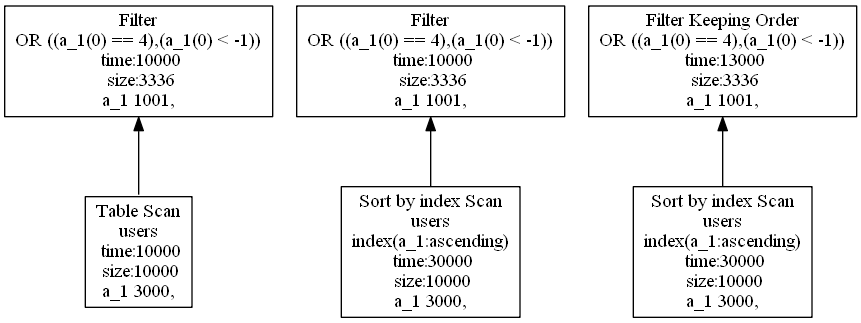 Filter
OR ((a_1(0) == 4),(a_1(0) < -1))
time:10000
size:3336
a_1 1001,
Table Scan
users
time:10000
size:10000
a_1 3000,
Filter
OR ((a_1(0) == 4),(a_1(0) < -1))
time:10000
size:3336
a_1 1001,
Sort by index Scan
users
index(a_1:ascending)
time:30000
size:10000
a_1 3000,
Filter Keeping Order
OR ((a_1(0) == 4),(a_1(0) < -1))
time:13000
size:3336
a_1 1001,
Sort by index Scan
users
index(a_1:ascending)
time:30000
size:10000
a_1 3000,